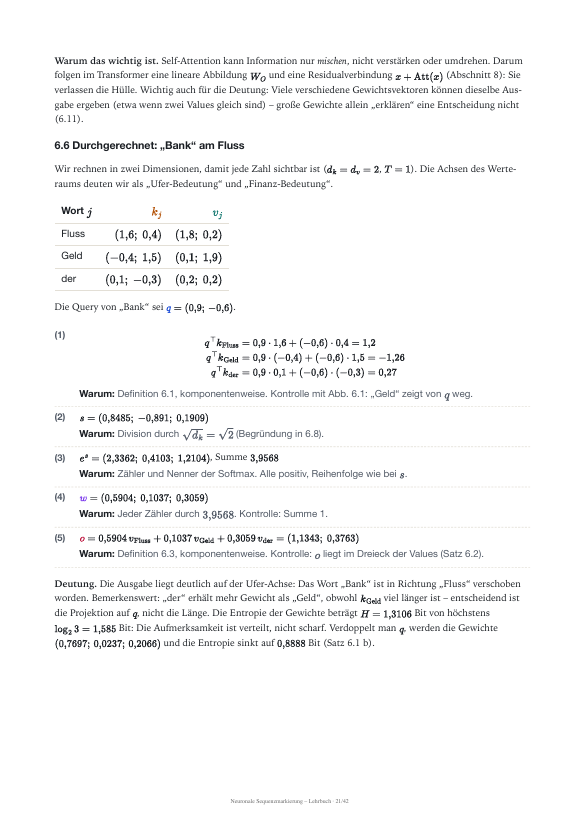 Warum das wichtig ist. Self-Attention kann Information nur mischen, nicht verstärken oder umdrehen. Darum
folgen im Transformer eine lineare Abbildung W_O und eine Residualverbindung x + Att(x) (Abschnitt 8): Sie
verlassen die Hülle. Wichtig auch für die Deutung: Viele verschiedene Gewichtsvektoren können dieselbe Aus-
gabe ergeben (etwa wenn zwei Values gleich sind) – große Gewichte allein „erklären“ eine Entscheidung nicht
(6.11).
6.6 Durchgerechnet: „Bank“ am Fluss
Wir rechnen in zwei Dimensionen, damit jede Zahl sichtbar ist (d_k = d_v = 2, T = 1). Die Achsen des Werte-
raums deuten wir als „Ufer-Bedeutung“ und „Finanz-Bedeutung“.
Wort j k_j v_j
Fluss (1,6; 0,4) (1,8; 0,2)
Geld (−0,4; 1,5) (0,1; 1,9)
der (0,1; −0,3) (0,2; 0,2)
Die Query von „Bank“ sei q = (0,9; −0,6).
(1)
q⊤k_Fluss = 0,9 · 1,6 + (−0,6) · 0,4 = 1,2
q⊤k_Geld = 0,9 · (−0,4) + (−0,6) · 1,5 = −1,26
q⊤k_der = 0,9 · 0,1 + (−0,6) · (−0,3) = 0,27
Warum: Definition 6.1, komponentenweise. Kontrolle mit Abb. 6.1: „Geld“ zeigt von q weg.
(2) s = (0,8485; −0,891; 0,1909)
Warum: Division durch √d_k = √2 (Begründung in 6.8).
(3) e^s = (2,3362; 0,4103; 1,2104), Summe 3,9568
Warum: Zähler und Nenner der Softmax. Alle positiv, Reihenfolge wie bei s.
(4) w = (0,5904; 0,1037; 0,3059)
Warum: Jeder Zähler durch 3,9568. Kontrolle: Summe 1.
(5) o = 0,5904 v_Fluss + 0,1037 v_Geld + 0,3059 v_der = (1,1343; 0,3763)
Warum: Definition 6.3, komponentenweise. Kontrolle: o liegt im Dreieck der Values (Satz 6.2).
Deutung. Die Ausgabe liegt deutlich auf der Ufer-Achse: Das Wort „Bank“ ist in Richtung „Fluss“ verschoben
worden. Bemerkenswert: „der“ erhält mehr Gewicht als „Geld“, obwohl k_Geld viel länger ist – entscheidend ist
die Projektion auf q, nicht die Länge. Die Entropie der Gewichte beträgt H = 1,3106 Bit von höchstens
log₂ 3 = 1,585 Bit: Die Aufmerksamkeit ist verteilt, nicht scharf. Verdoppelt man q, werden die Gewichte
(0,7697; 0,0237; 0,2066) und die Entropie sinkt auf 0,8888 Bit (Satz 6.1 b).
Neuronale Sequenzmarkierung – Lehrbuch · 21/42